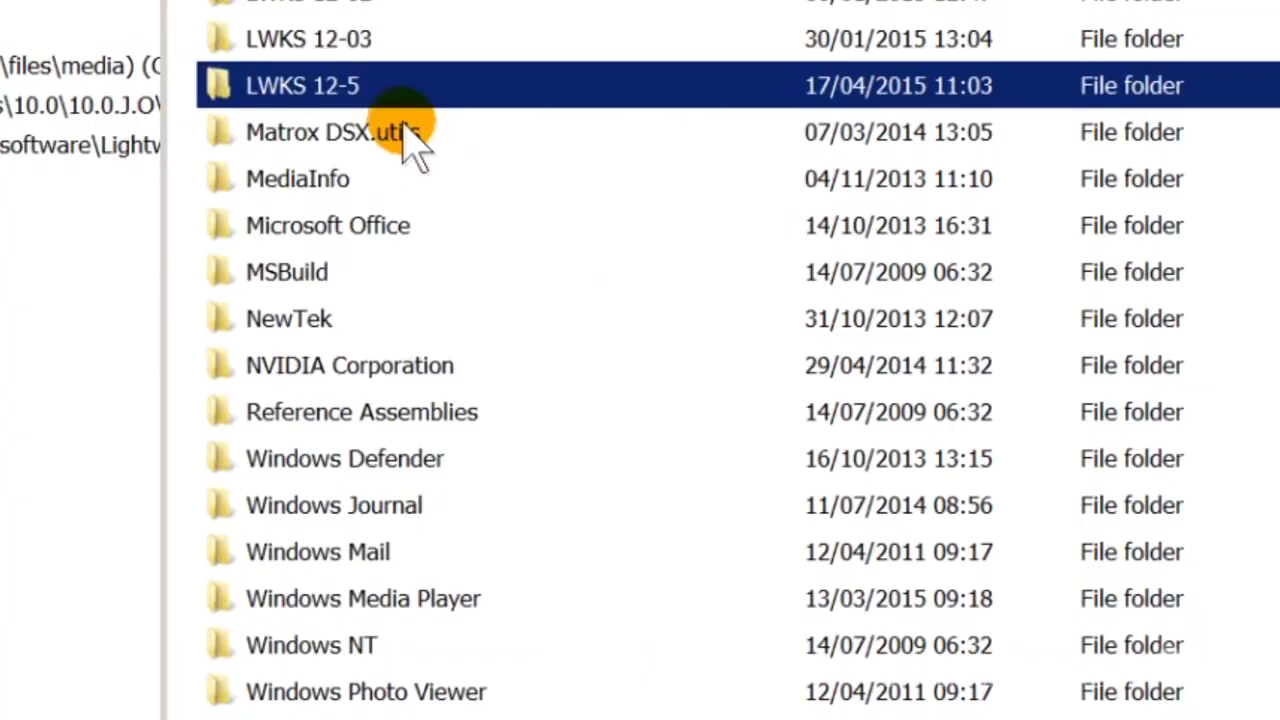 LWKS 12-03 30/01/2015 13:04 File folder
\files\media) (
LWKS 12-5 17/04/2015 11:03 File folder
s\10.0\10.0.J.O\
Matrox DSX.utils 07/03/2014 13:05 File folder
software\Lightw
MediaInfo 04/11/2013 11:10 File folder
Microsoft Office 14/10/2013 16:31 File folder
MSBuild 14/07/2009 06:32 File folder
NewTek 31/10/2013 12:07 File folder
NVIDIA Corporation 29/04/2014 11:32 File folder
Reference Assemblies 14/07/2009 06:32 File folder
Windows Defender 16/10/2013 13:15 File folder
Windows Journal 11/07/2014 08:56 File folder
Windows Mail 12/04/2011 09:17 File folder
Windows Media Player 13/03/2015 09:18 File folder
Windows NT 14/07/2009 06:32 File folder
Windows Photo Viewer 12/04/2011 09:17 File folder